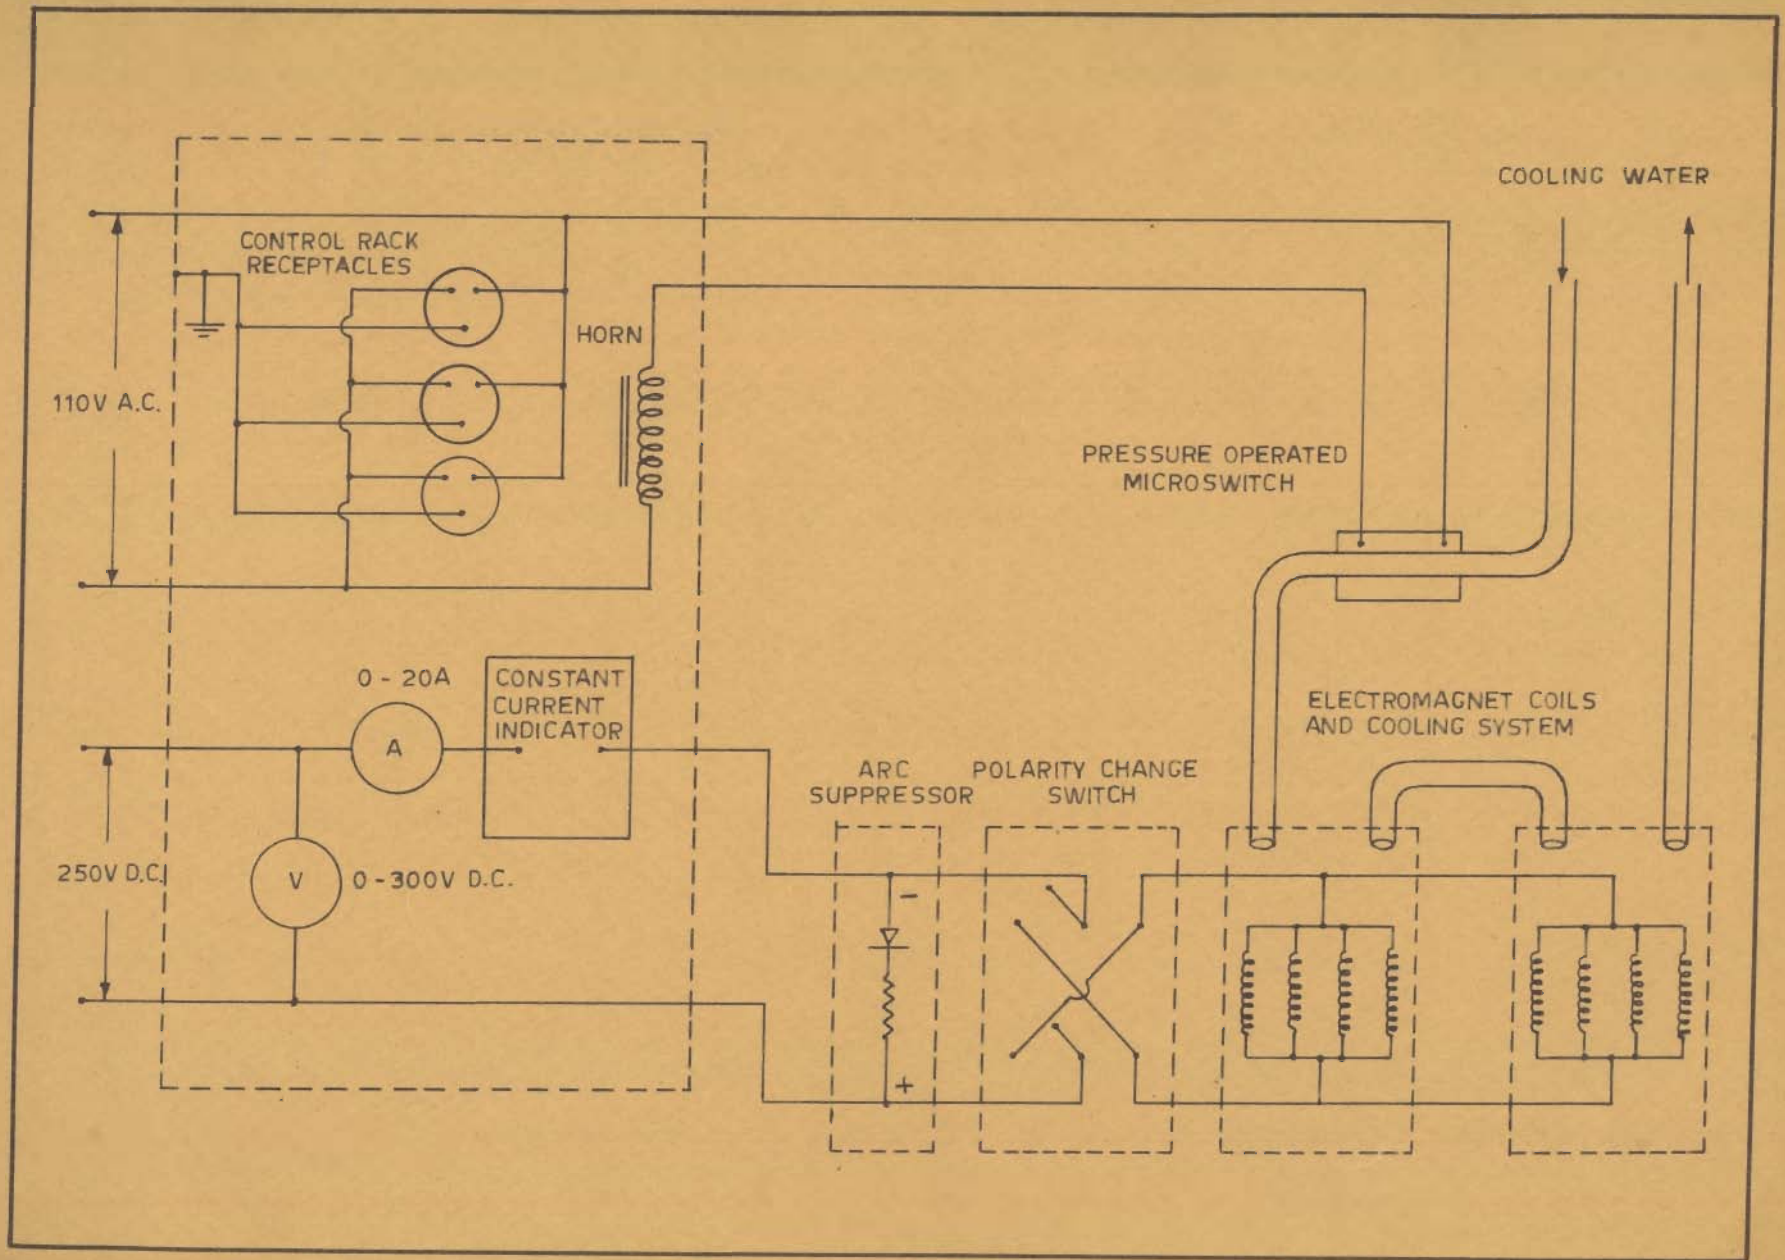 COOLING WATER
CONTROL RACK
RECEPTACLES
HORN
110V A.C.
PRESSURE OPERATED
MICROSWITCH
0-20A
CONSTANT
CURRENT
INDICATOR
A
ELECTROMAGNET COILS
AND COOLING SYSTEM
ARC
SUPPRESSOR
POLARITY CHANGE
SWITCH
250V D.C.
V
0-300V D.C.
-
+